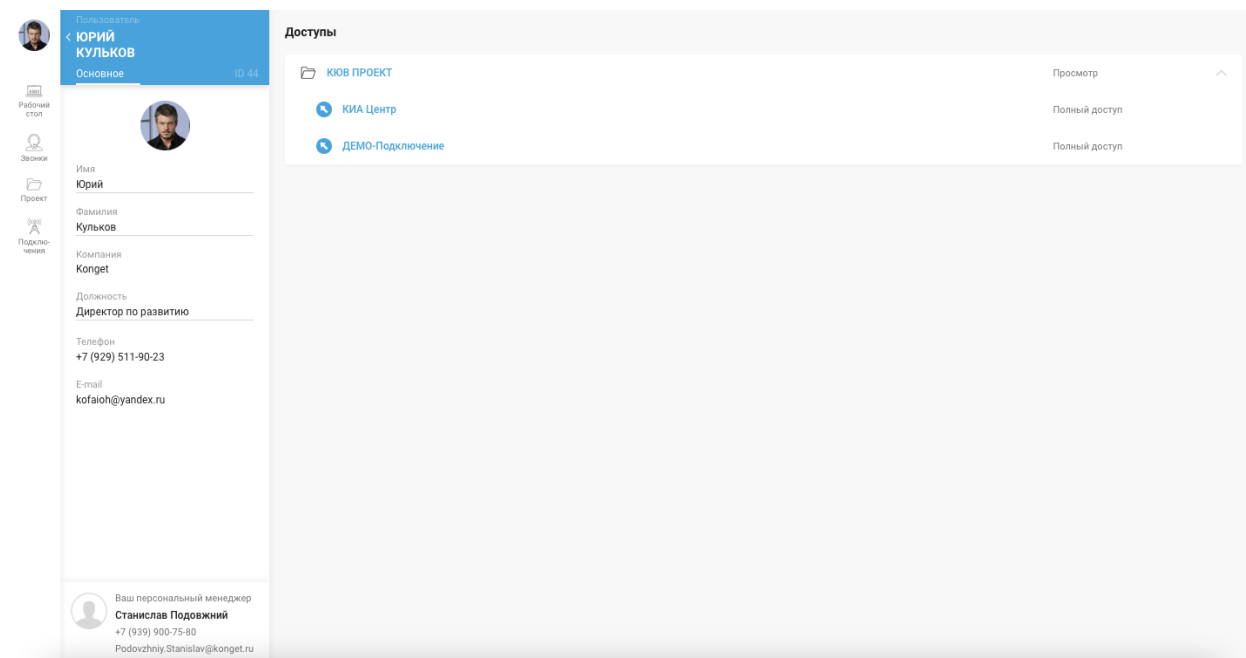 Рабочий
стол
Звонки
Проект
Подклю-
чения
Пользователь
ЮРИЙ
КУЛЬКОВ
Основное ID 44
Имя
Юрий
Фамилия
Кульков
Компания
Konget
Должность
Директор по развитию
Телефон
+7 (929) 511-90-23
E-mail
kofaioh@yandex.ru
Ваш персональный менеджер
Станислав Подовжний
+7 (939) 900-75-80
Podovzhniy.Stanislav@konget.ru
Доступы
КЮВ ПРОЕКТ Просмотр
КИА Центр Полный доступ
ДЕМО-Подключение Полный доступ